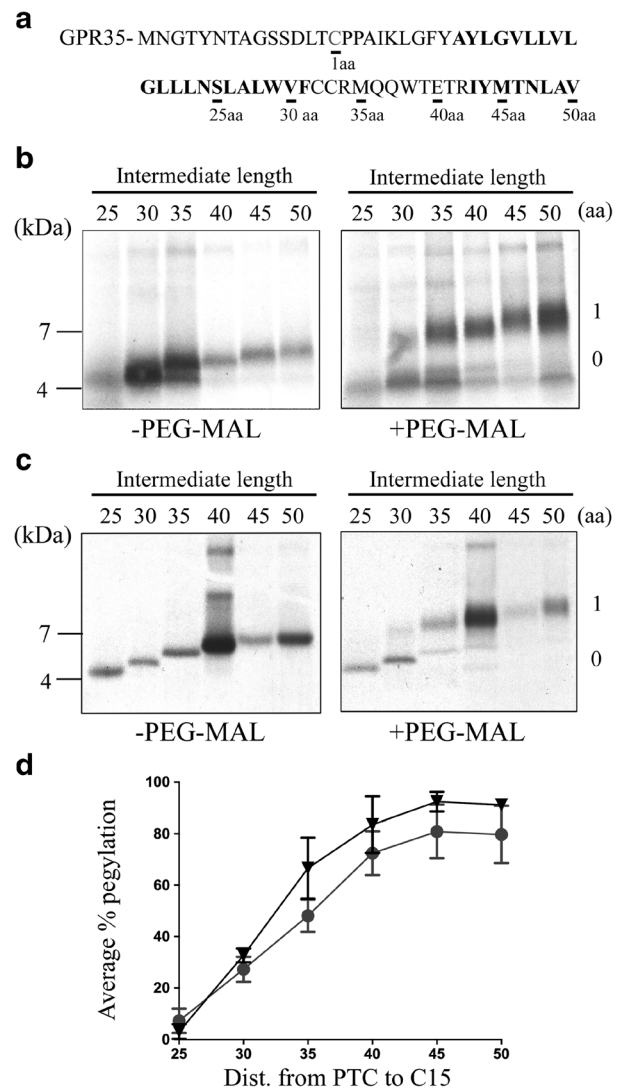 a
GPR35- MNGTYNTAGSSDLTCPPAIKLGFYAYLGVLLVL
1aa
GLLLNSLALWVFCCRMQQWTETRIYMTNLAV
25aa 30 aa 35aa 40aa 45aa 50aa
b
Intermediate length Intermediate length
25 30 35 40 45 50 25 30 35 40 45 50 (aa)
(kDa)
7
4
1
0
-PEG-MAL +PEG-MAL
c
Intermediate length Intermediate length
25 30 35 40 45 50 25 30 35 40 45 50 (aa)
(kDa)
7
4
1
0
-PEG-MAL +PEG-MAL
d
Average % pegylation
100
80
60
40
20
0
25 30 35 40 45 50
Dist. from PTC to C15